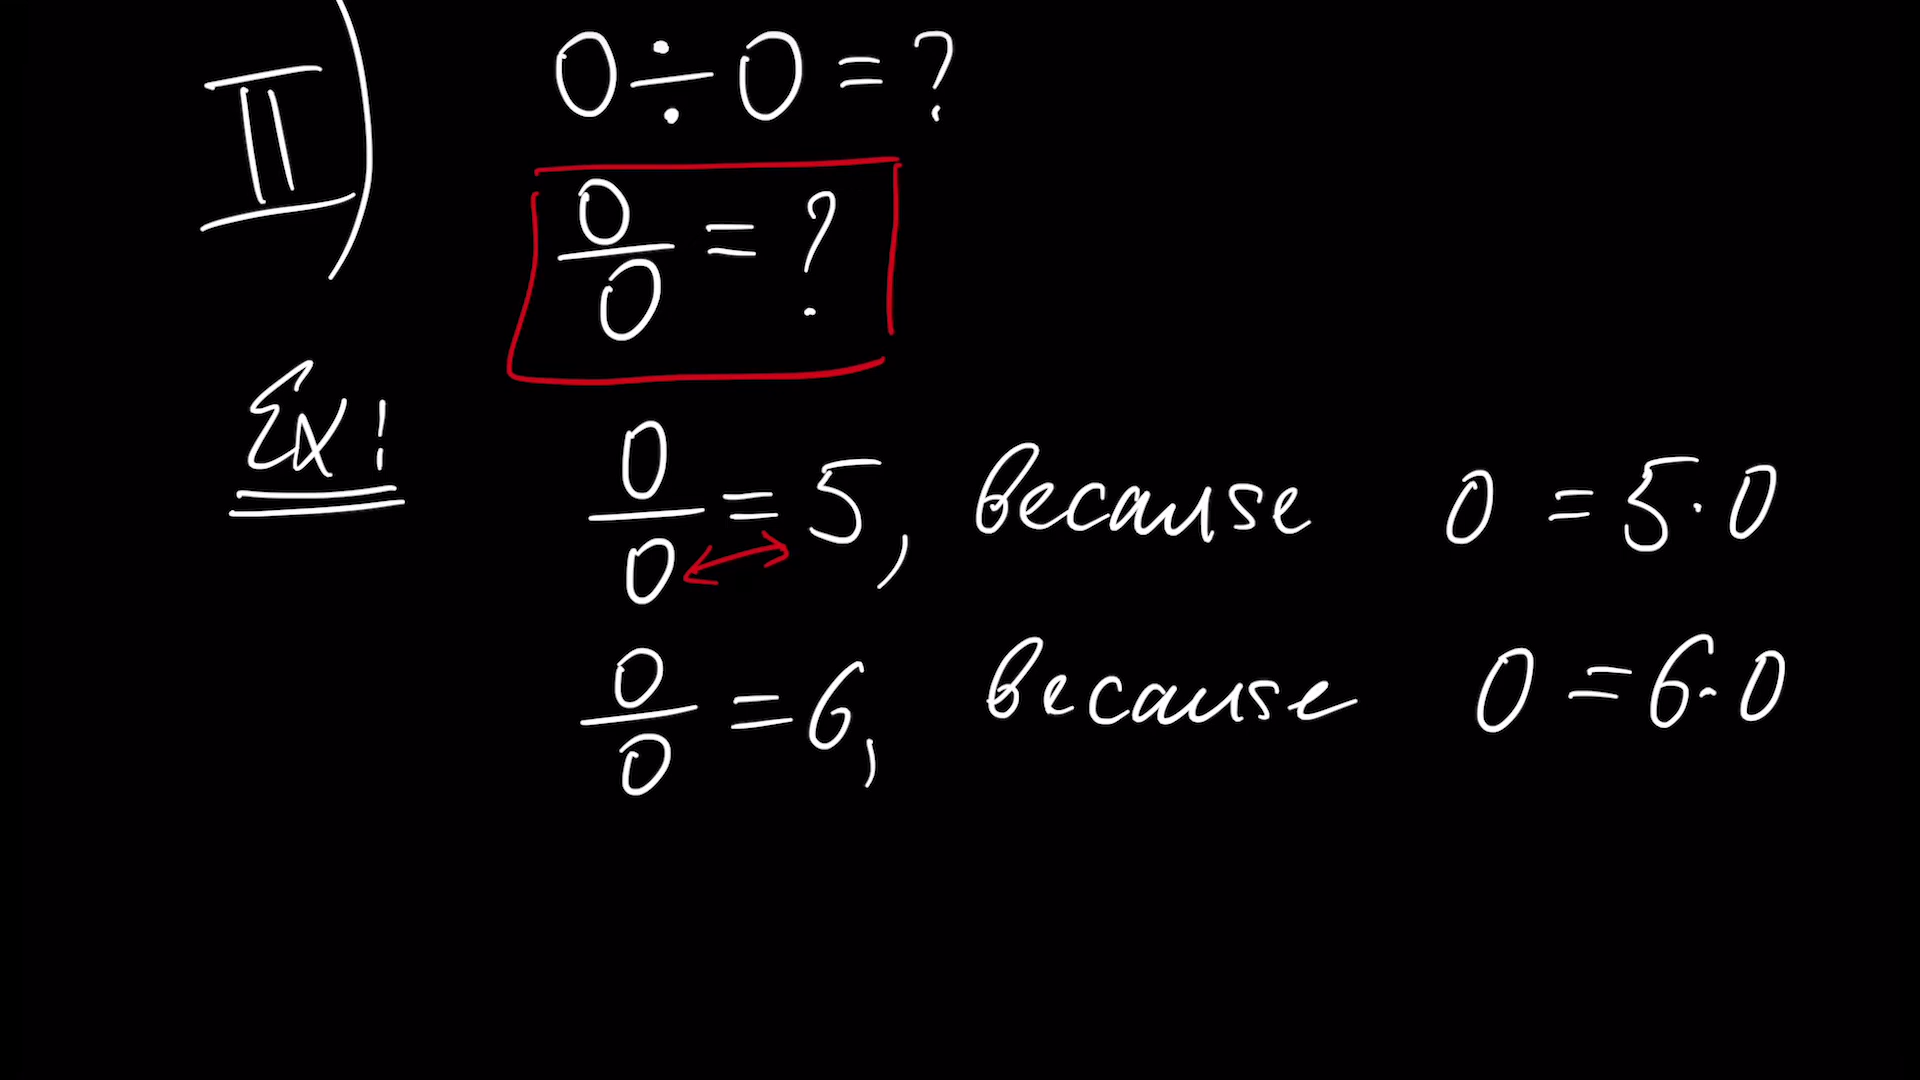 II) 0 ÷ 0 = ?
0/0 = ?
Ex:
0/0 = 5, because 0 = 5·0
0/0 = 6, because 0 = 6·0